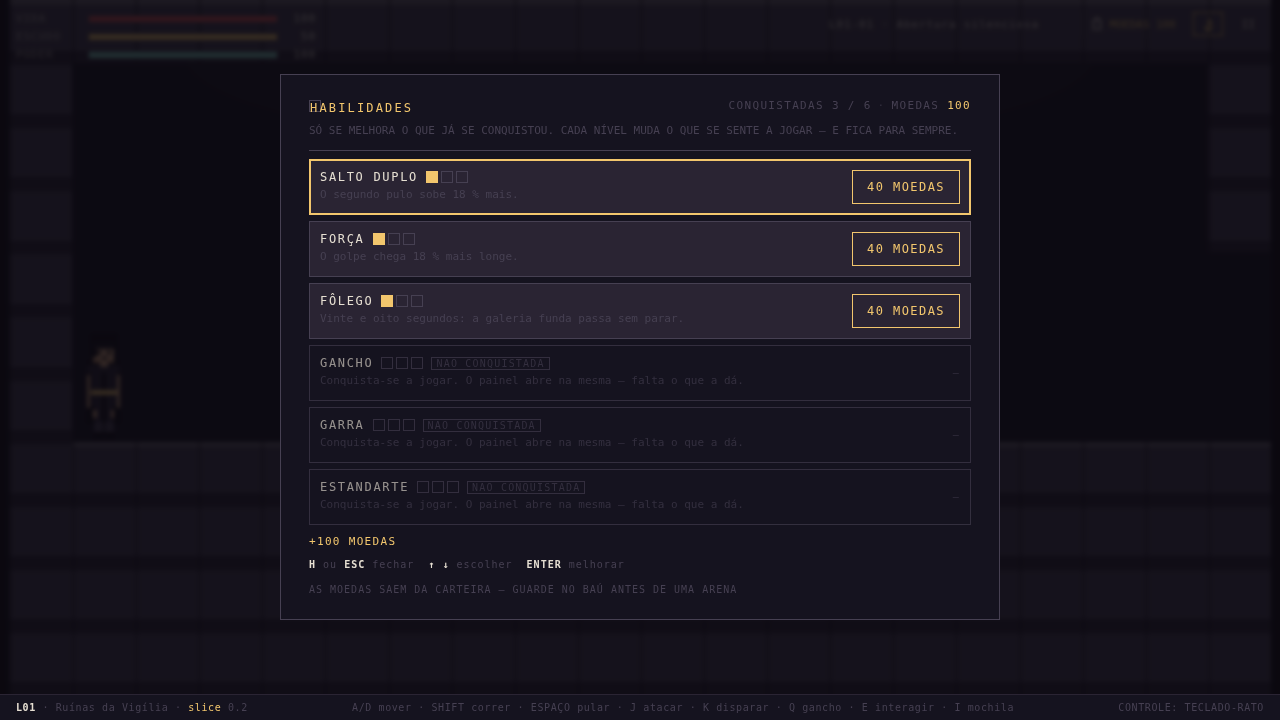 HABILIDADES
CONQUISTADAS 3 / 6 · MOEDAS 100
SÓ SE MELHORA O QUE JÁ SE CONQUISTOU. CADA NÍVEL MUDA O QUE SE SENTE A JOGAR — E FICA PARA SEMPRE.
SALTO DUPLO
O segundo pulo sobe 18 % mais.
40 MOEDAS
FORÇA
O golpe chega 18 % mais longe.
40 MOEDAS
FÔLEGO
Vinte e oito segundos: a galeria funda passa sem parar.
40 MOEDAS
GANCHO NÃO CONQUISTADA
Conquista-se a jogar. O painel abre na mesma — falta o que a dá.
—
GARRA NÃO CONQUISTADA
Conquista-se a jogar. O painel abre na mesma — falta o que a dá.
—
ESTANDARTE NÃO CONQUISTADA
Conquista-se a jogar. O painel abre na mesma — falta o que a dá.
—
+100 MOEDAS
H ou ESC fechar ↑ ↓ escolher ENTER melhorar
AS MOEDAS SAEM DA CARTEIRA — GUARDE NO BAÚ ANTES DE UMA ARENA
L01 · Ruínas da Vigília · slice 0.2
A/D mover · SHIFT correr · ESPAÇO pular · J atacar · K disparar · Q gancho · E interagir · I mochila
CONTROLE: TECLADO-RATO